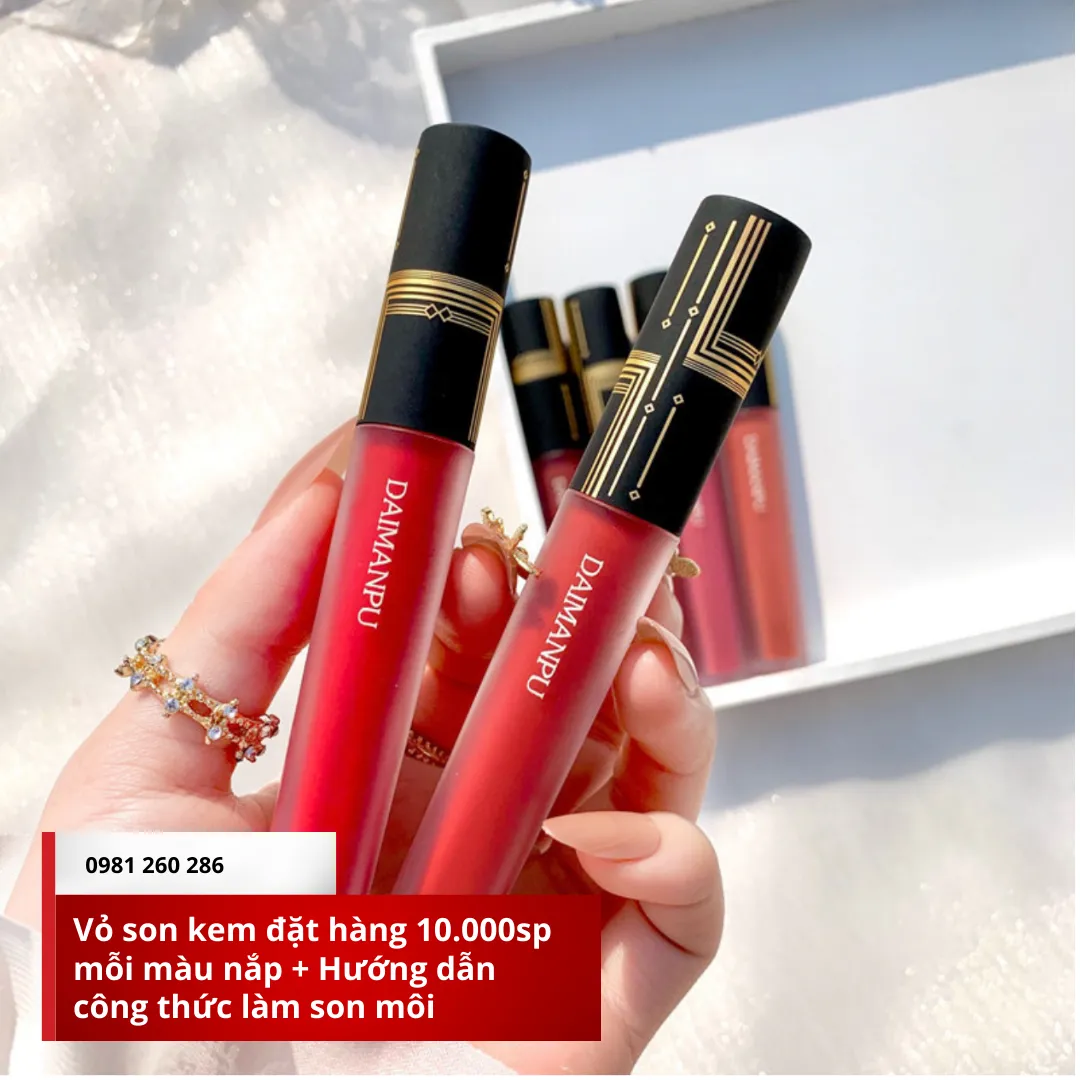 DAIMANPU
DAIMANPU
DAIMANPU
0981 260 286
Vỏ son kem đặt hàng 10.000sp
mỗi màu nắp + Hướng dẫn
công thức làm son môi